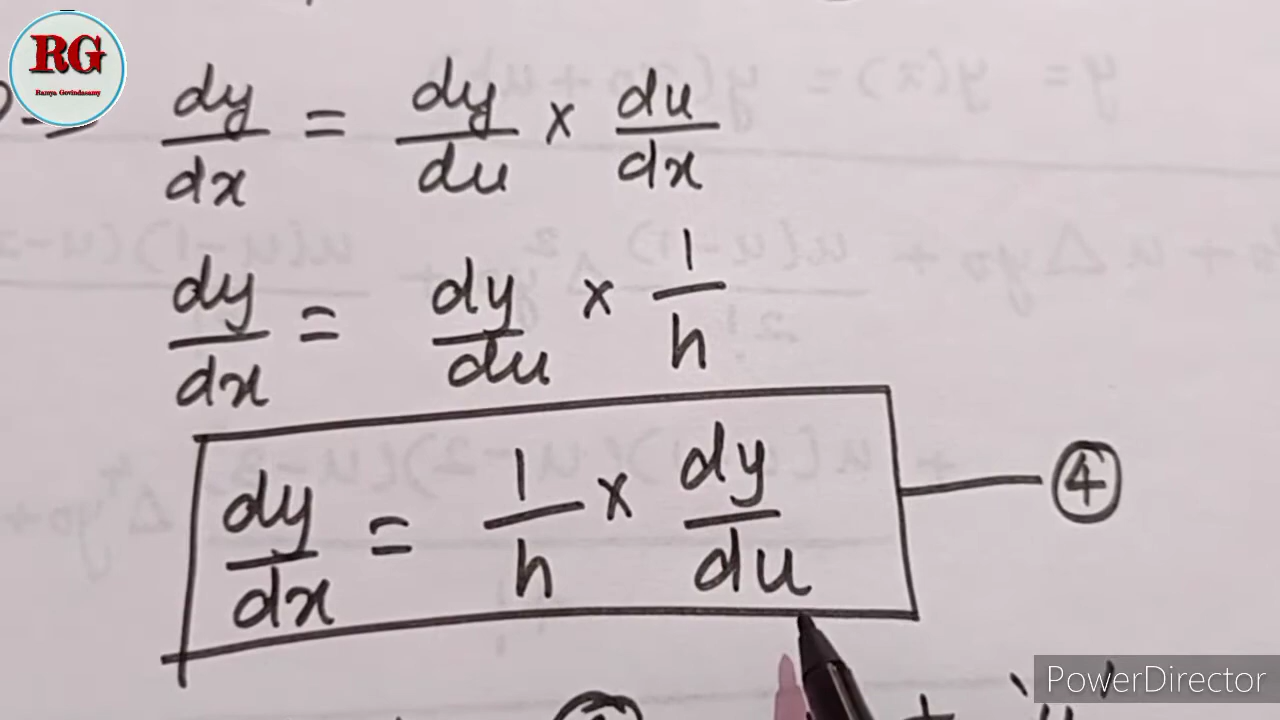 RG
Ramya Govindasamy
dy/dx = dy/du × du/dx
dy/dx = dy/du × 1/h
dy/dx = 1/h × dy/du — ④
PowerDirector